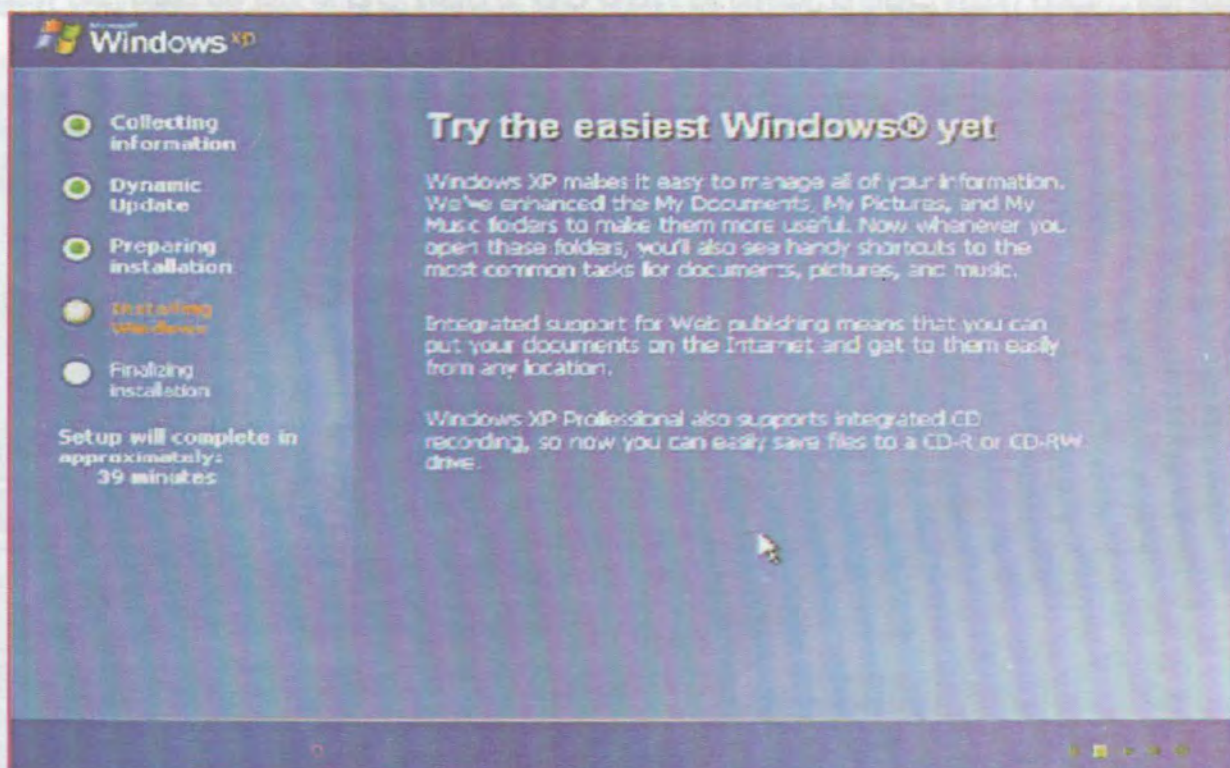 Microsoft
Windows xp
Collecting
information
Dynamic
Update
Preparing
installation
Installing
Windows
Finalizing
installation
Setup will complete in
approximately:
39 minutes
Try the easiest Windows® yet
Windows XP makes it easy to manage all of your information.
We've enhanced the My Documents, My Pictures, and My
Music folders to make them more useful. Now whenever you
open these folders, you'll also see handy shortcuts to the
most common tasks for documents, pictures, and music.
Integrated support for Web publishing means that you can
put your documents on the Internet and get to them easily
from any location.
Windows XP Professional also supports integrated CD
recording, so now you can easily save files to a CD-R or CD-RW
drive.